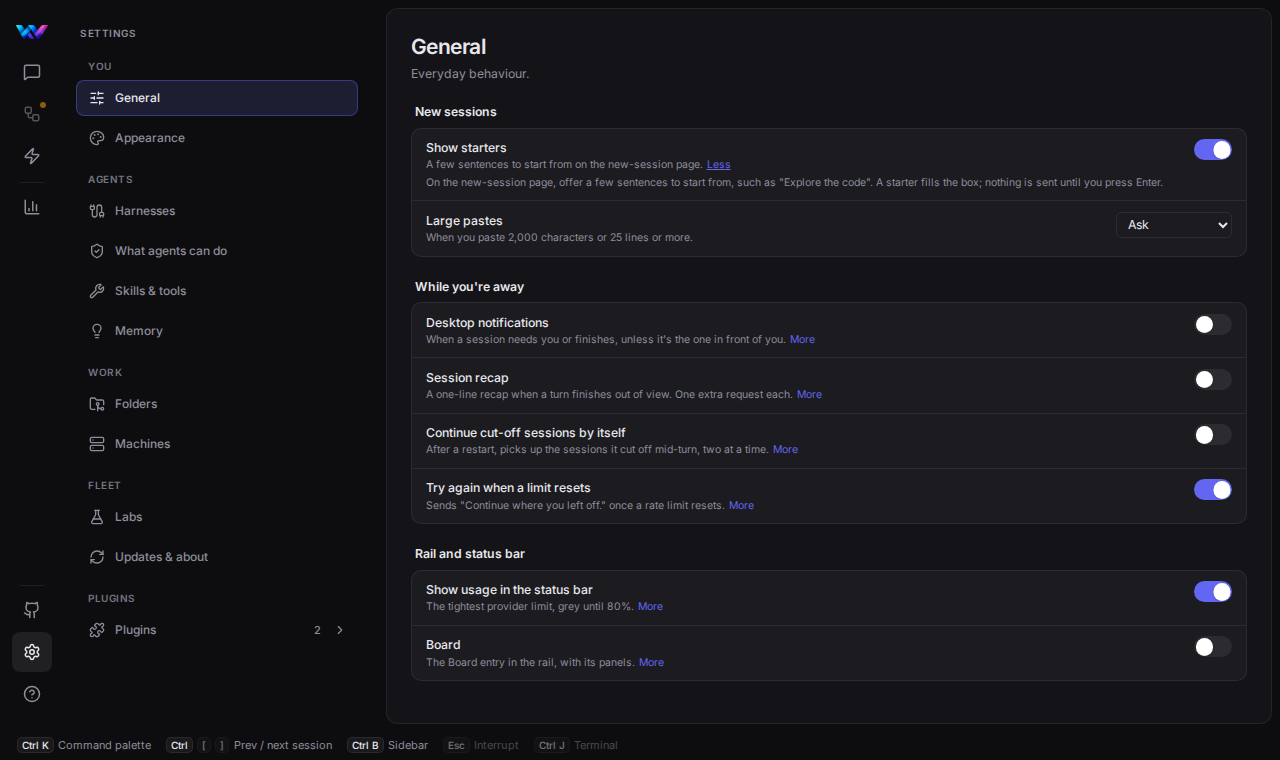 SETTINGS
YOU
General
Appearance
AGENTS
Harnesses
What agents can do
Skills & tools
Memory
WORK
Folders
Machines
FLEET
Labs
Updates & about
PLUGINS
Plugins 2
General
Everyday behaviour.
New sessions
Show starters
A few sentences to start from on the new-session page. Less
On the new-session page, offer a few sentences to start from, such as "Explore the code". A starter fills the box; nothing is sent until you press Enter.
Large pastes
When you paste 2,000 characters or 25 lines or more.
Ask
While you're away
Desktop notifications
When a session needs you or finishes, unless it's the one in front of you. More
Session recap
A one-line recap when a turn finishes out of view. One extra request each. More
Continue cut-off sessions by itself
After a restart, picks up the sessions it cut off mid-turn, two at a time. More
Try again when a limit resets
Sends "Continue where you left off." once a rate limit resets. More
Rail and status bar
Show usage in the status bar
The tightest provider limit, grey until 80%. More
Board
The Board entry in the rail, with its panels. More
Ctrl K Command palette Ctrl [ ] Prev / next session Ctrl B Sidebar Esc Interrupt Ctrl J Terminal